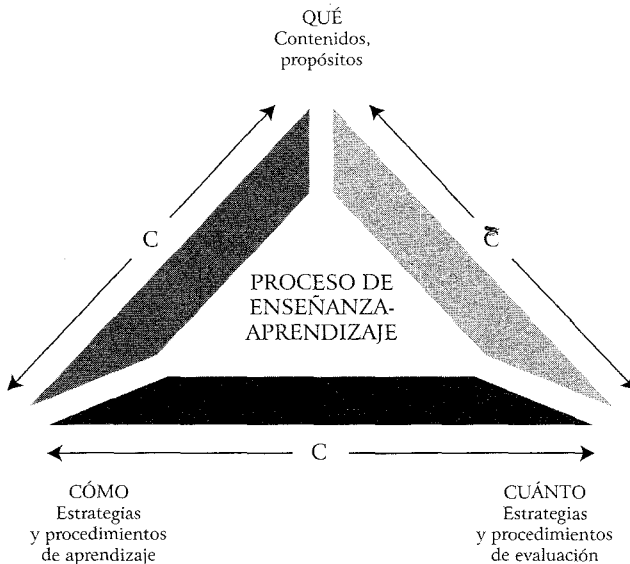 QUÉ
Contenidos,
propósitos
C
C
PROCESO DE
ENSEÑANZA-
APRENDIZAJE
C
CÓMO
Estrategias
y procedimientos
de aprendizaje
CUÁNTO
Estrategias
y procedimientos
de evaluación